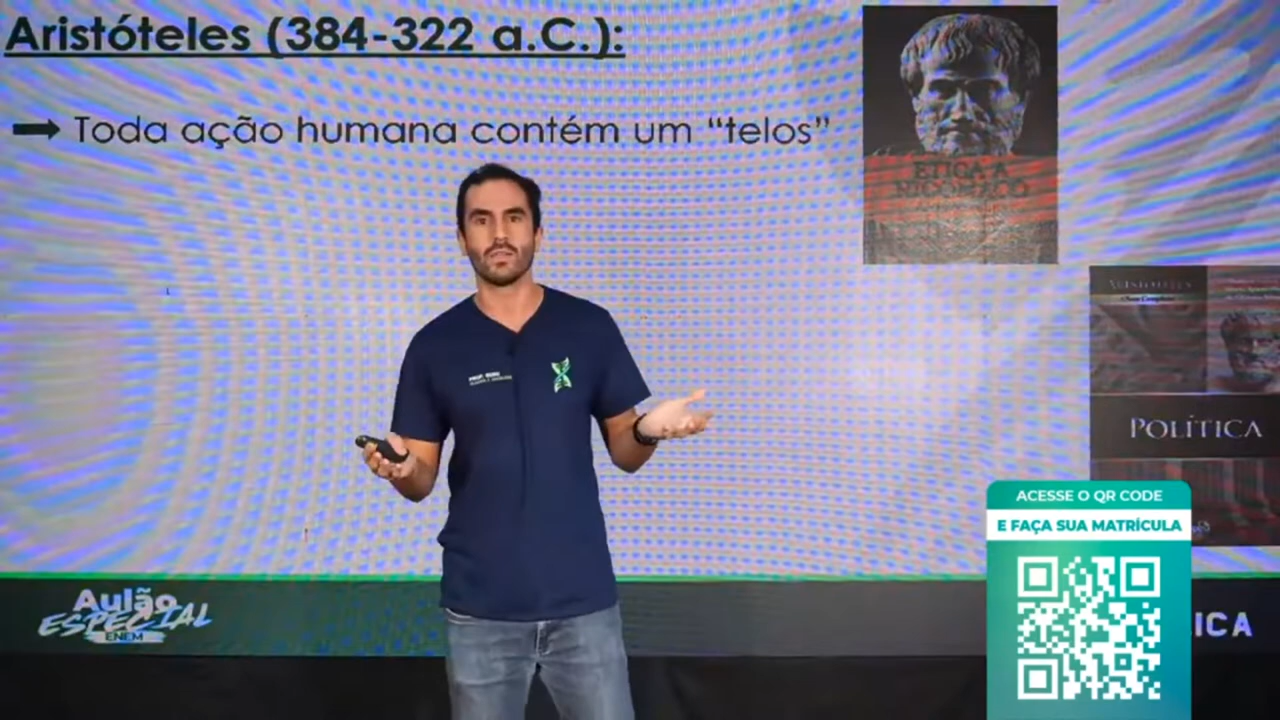 Aristóteles (384-322 a.C.):
➡ Toda ação humana contém um “telos”
ÉTICA A
NICÔMACO
ARISTÓTELES
POLÍTICA
ACESSE O QR CODE
E FAÇA SUA MATRÍCULA
Aulão
ESPECIAL
ENEM
ICA